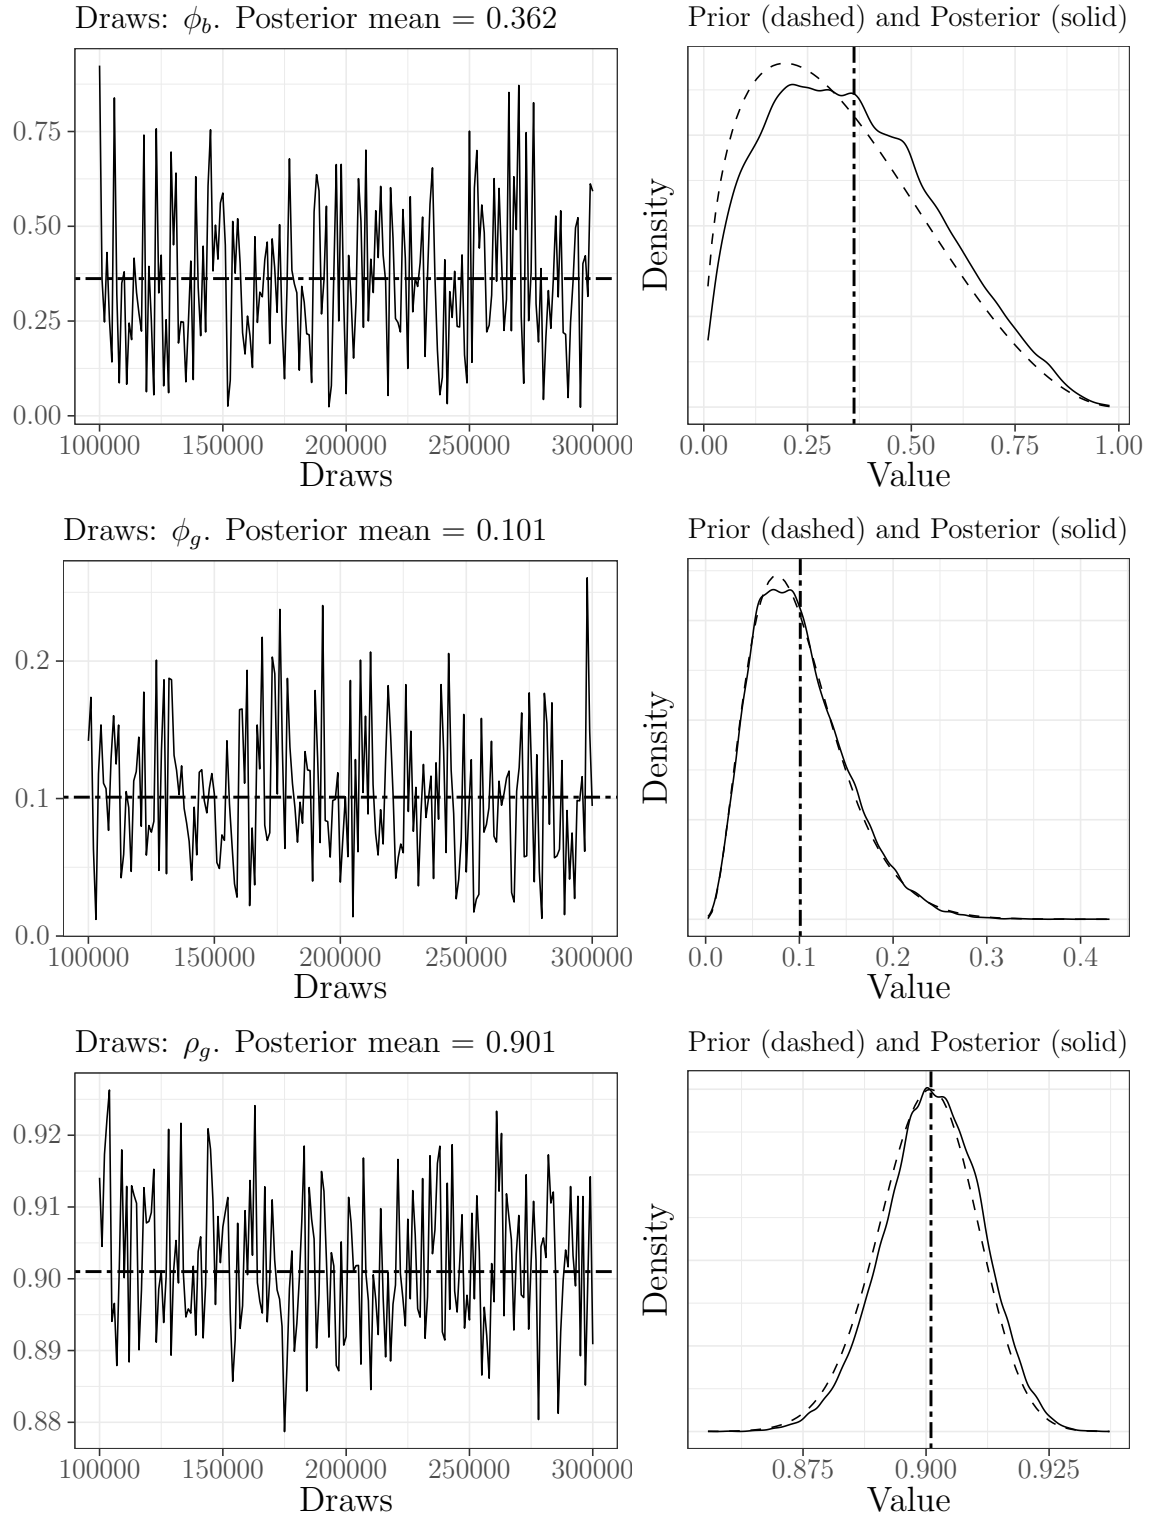 Draws: ϕb. Posterior mean = 0.362
Prior (dashed) and Posterior (solid)
0.75
0.50
0.25
0.00
100000 150000 200000 250000 300000
Draws
Density
0.00 0.25 0.50 0.75 1.00
Value
Draws: ϕg. Posterior mean = 0.101
Prior (dashed) and Posterior (solid)
0.2
0.1
0.0
100000 150000 200000 250000 300000
Draws
Density
0.0 0.1 0.2 0.3 0.4
Value
Draws: ρg. Posterior mean = 0.901
Prior (dashed) and Posterior (solid)
0.92
0.91
0.90
0.89
0.88
100000 150000 200000 250000 300000
Draws
Density
0.875 0.900 0.925
Value